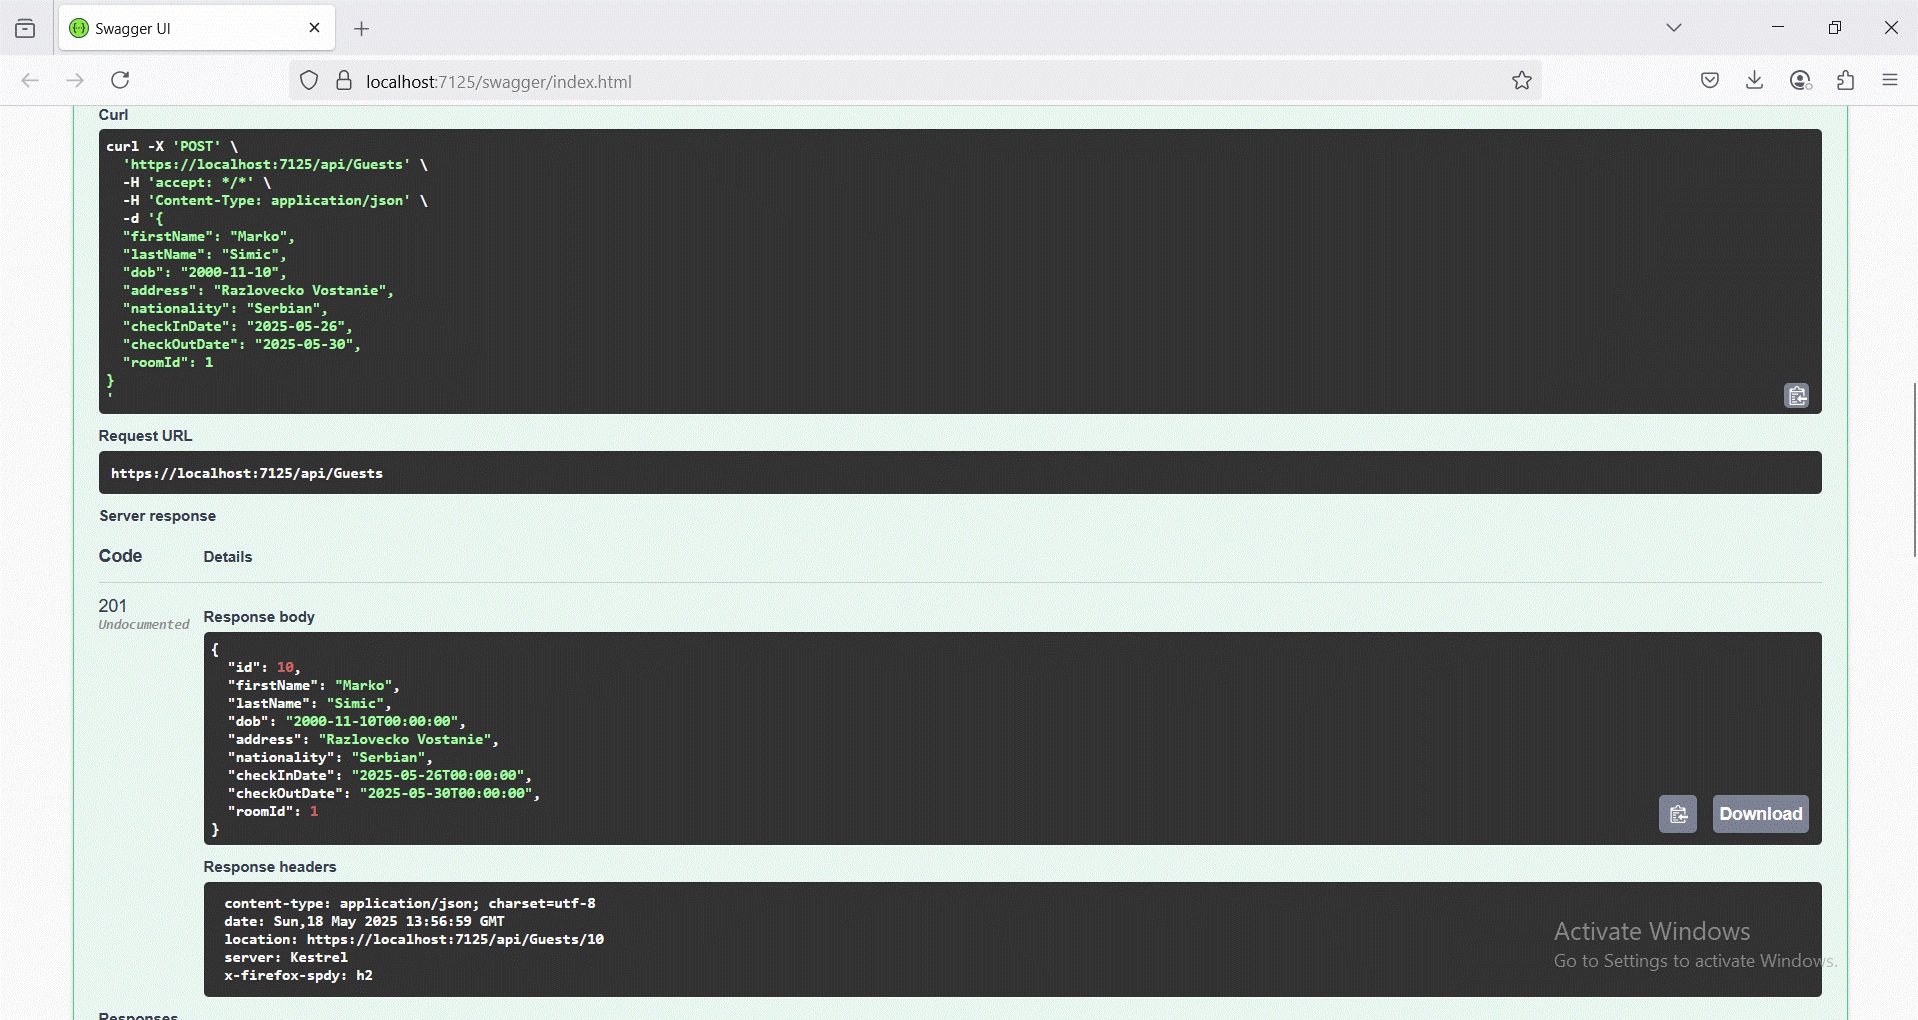 Swagger UI
localhost:7125/swagger/index.html
Curl
curl -X 'POST' \
'https://localhost:7125/api/Guests' \
-H 'accept: */*' \
-H 'Content-Type: application/json' \
-d '{
"firstName": "Marko",
"lastName": "Simic",
"dob": "2000-11-10",
"address": "Razlovecko Vostanie",
"nationality": "Serbian",
"checkInDate": "2025-05-26",
"checkOutDate": "2025-05-30",
"roomId": 1
}
'
Request URL
https://localhost:7125/api/Guests
Server response
Code Details
201
Undocumented
Response body
{
"id": 10,
"firstName": "Marko",
"lastName": "Simic",
"dob": "2000-11-10T00:00:00",
"address": "Razlovecko Vostanie",
"nationality": "Serbian",
"checkInDate": "2025-05-26T00:00:00",
"checkOutDate": "2025-05-30T00:00:00",
"roomId": 1
}
Download
Response headers
content-type: application/json; charset=utf-8
date: Sun,18 May 2025 13:56:59 GMT
location: https://localhost:7125/api/Guests/10
server: Kestrel
x-firefox-spdy: h2
Activate Windows
Go to Settings to activate Windows.
Responses